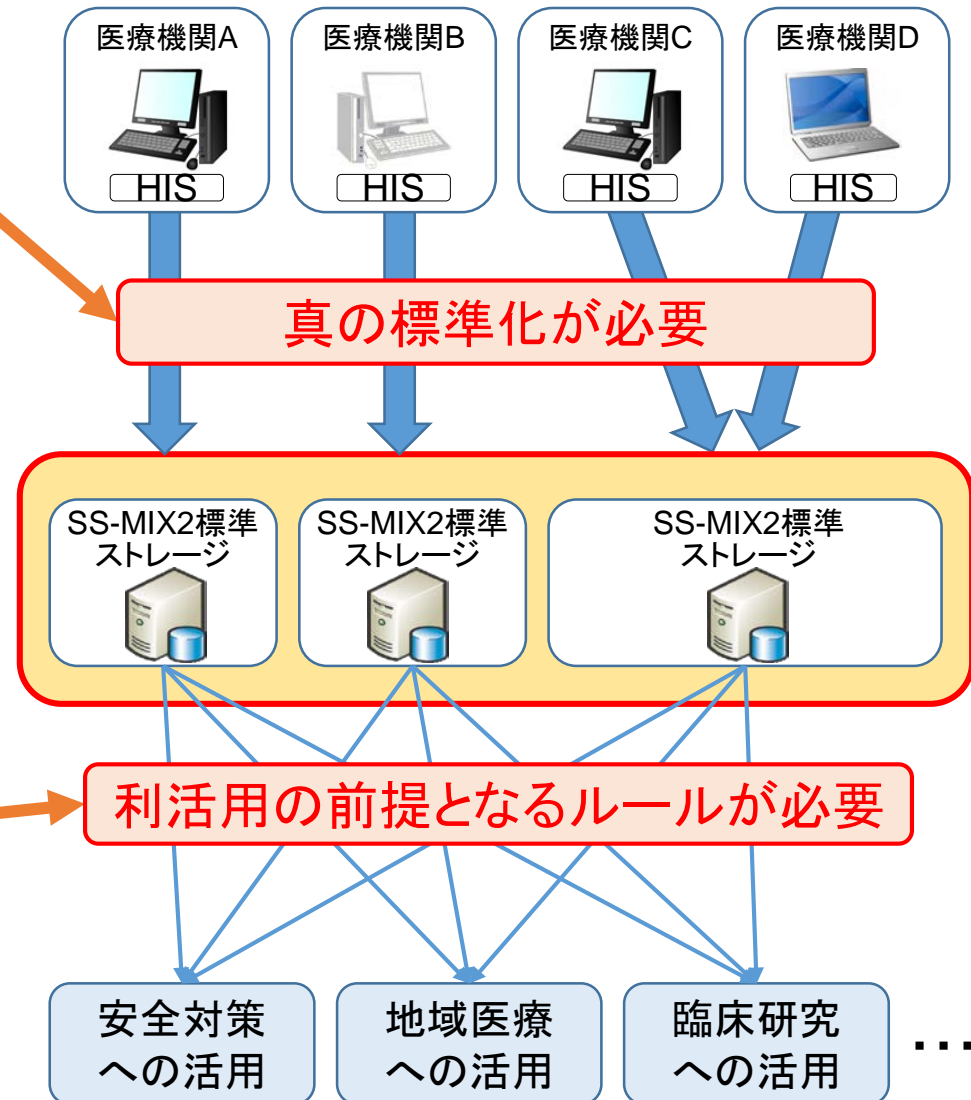 医療機関A
医療機関B
医療機関C
医療機関D
HIS
HIS
HIS
HIS
真の標準化が必要
SS-MIX2標準
ストレージ
SS-MIX2標準
ストレージ
SS-MIX2標準
ストレージ
利活用の前提となるルールが必要
安全対策
への活用
地域医療
への活用
臨床研究
への活用
…